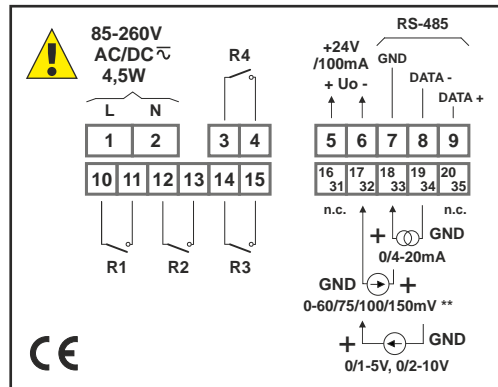 RS-485
85-260V
AC/DC
4,5W
+24V
/100mA
GND
R4
+ Uo -
DATA -
DATA +
L N
1 2 3 4 5 6 7 8 9
10 11 12 13 14 15
16 31 17 32 18 33 19 34 20 35
n.c. n.c.
R1 R2 R3
+ GND
0/4-20mA
GND +
0-60/75/100/150mV **
+ GND
0/1-5V, 0/2-10V
CE